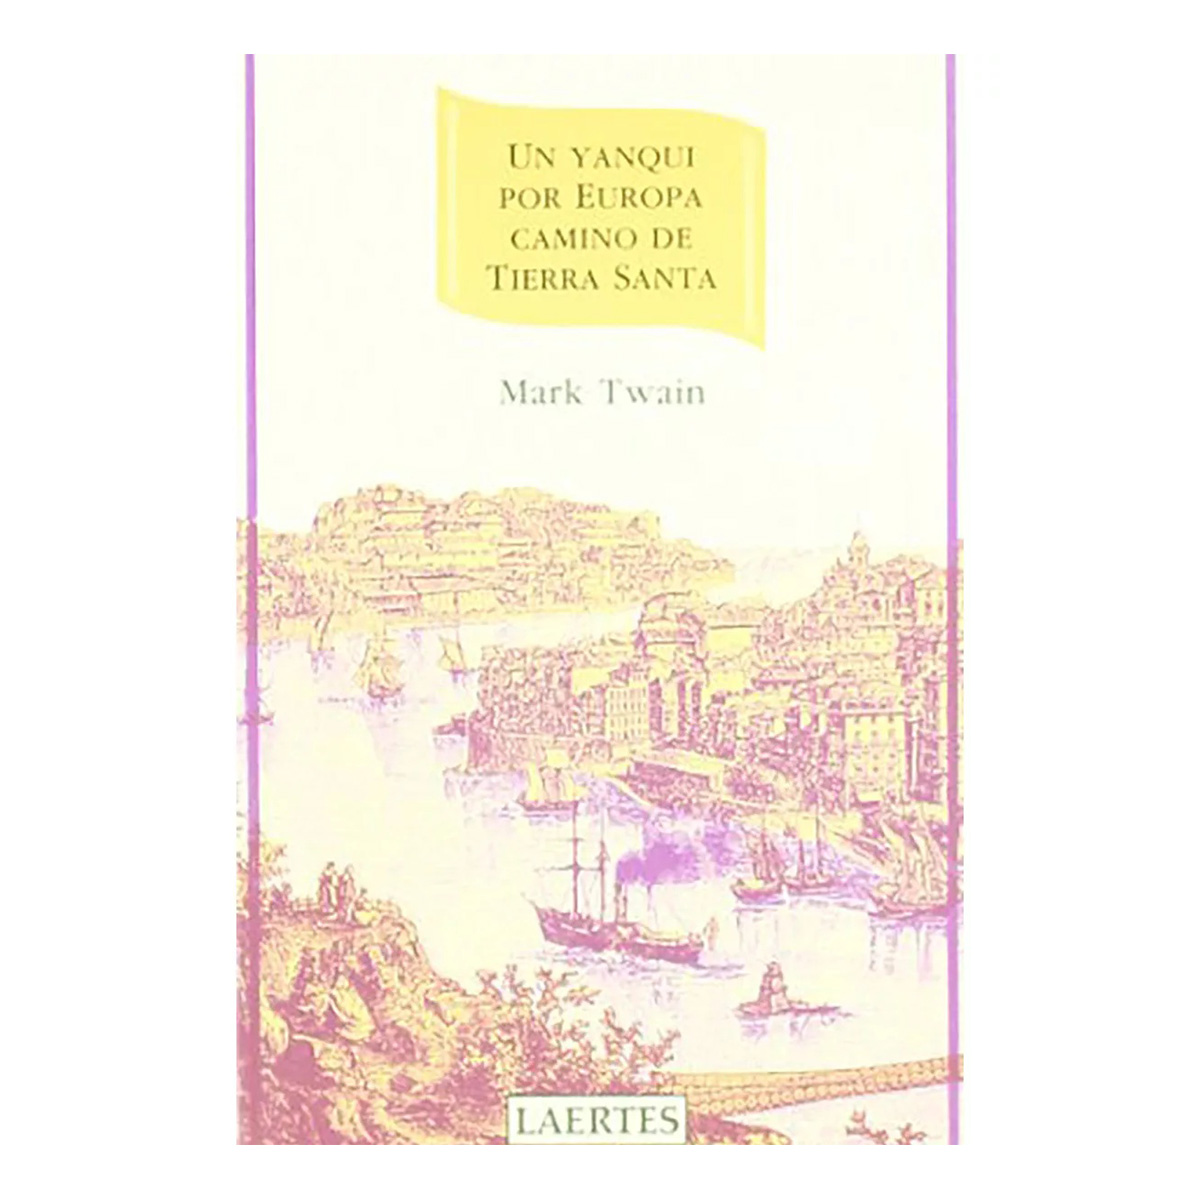 UN YANQUI
POR EUROPA
CAMINO DE
TIERRA SANTA
Mark Twain
LAERTES